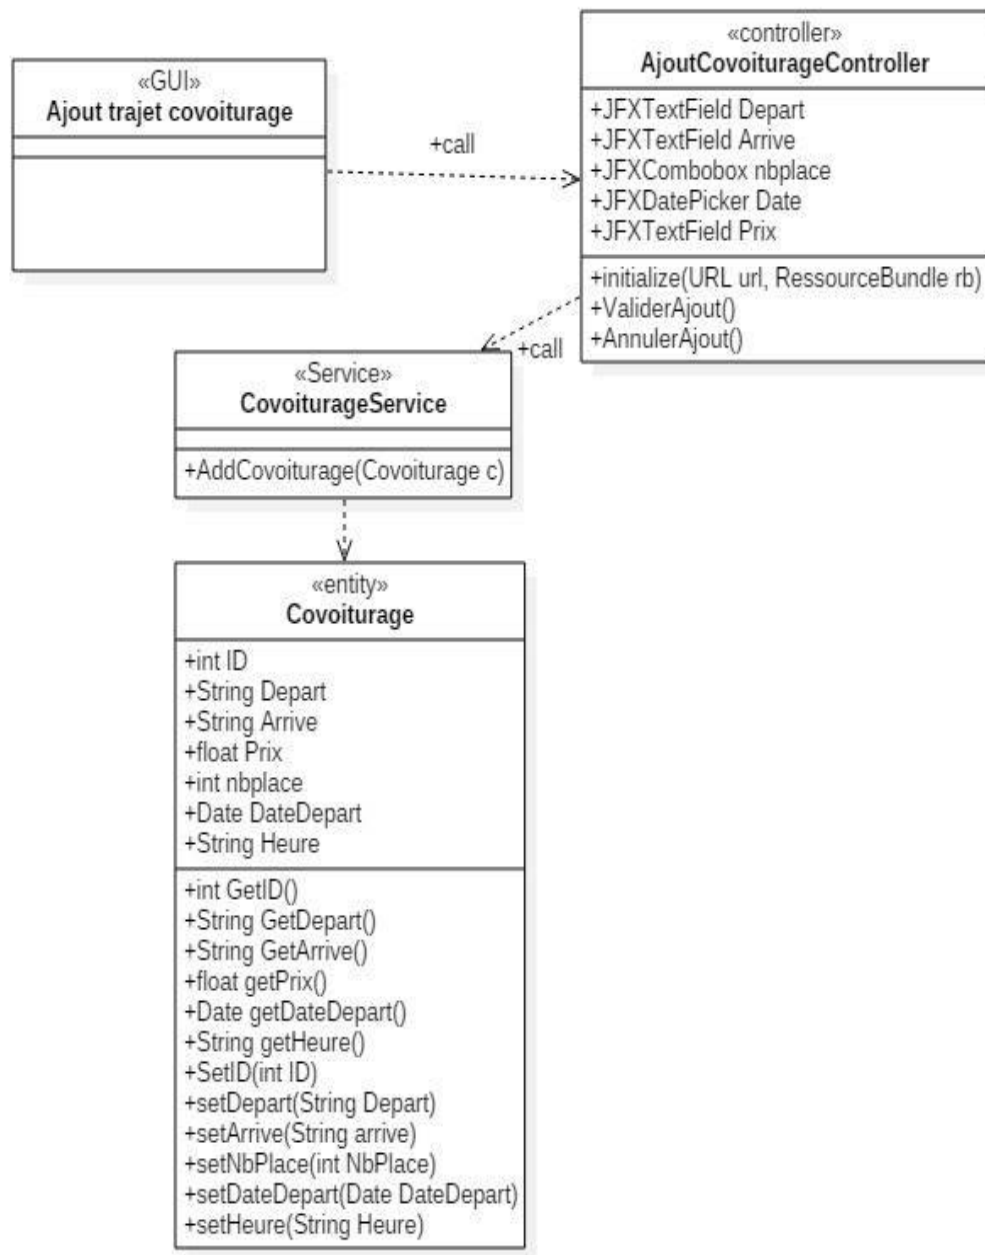 «GUI»
Ajout trajet covoiturage
+call
«controller»
AjoutCovoiturageController
+JFXTextField Depart
+JFXTextField Arrive
+JFXCombobox nbplace
+JFXDatePicker Date
+JFXTextField Prix
+initialize(URL url, RessourceBundle rb)
+ValiderAjout()
+AnnulerAjout()
+call
«Service»
CovoiturageService
+AddCovoiturage(Covoiturage c)
«entity»
Covoiturage
+int ID
+String Depart
+String Arrive
+float Prix
+int nbplace
+Date DateDepart
+String Heure
+int GetID()
+String GetDepart()
+String GetArrive()
+float getPrix()
+Date getDateDepart()
+String getHeure()
+SetID(int ID)
+setDepart(String Depart)
+setArrive(String arrive)
+setNbPlace(int NbPlace)
+setDateDepart(Date DateDepart)
+setHeure(String Heure)